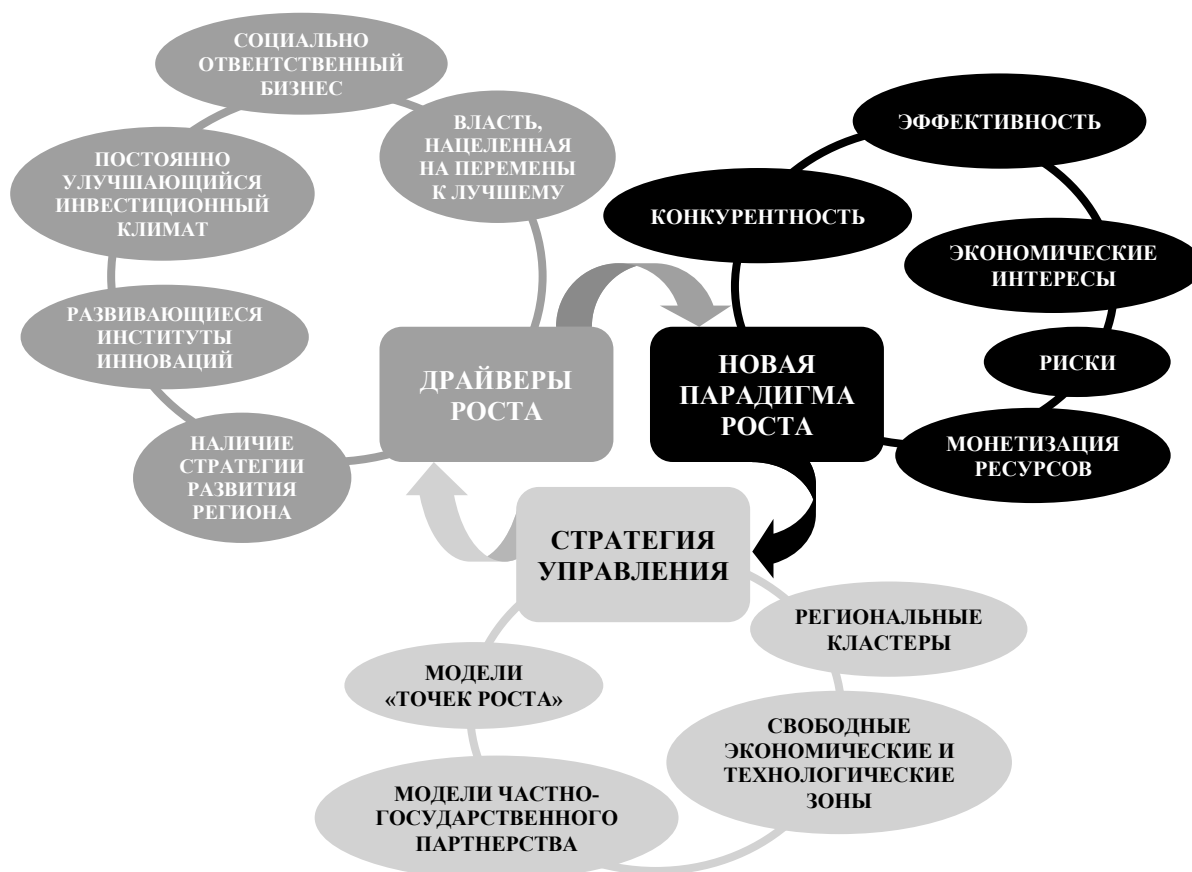 СОЦИАЛЬНО
ОТВЕНТСТВЕННЫЙ
БИЗНЕС
ВЛАСТЬ,
НАЦЕЛЕННАЯ
НА ПЕРЕМЕНЫ
К ЛУЧШЕМУ
ПОСТОЯННО
УЛУЧШАЮЩИЙСЯ
ИНВЕСТИЦИОННЫЙ
КЛИМАТ
РАЗВИВАЮЩИЕСЯ
ИНСТИТУТЫ
ИННОВАЦИЙ
НАЛИЧИЕ
СТРАТЕГИИ
РАЗВИТИЯ
РЕГИОНА
ДРАЙВЕРЫ
РОСТА
ЭФФЕКТИВНОСТЬ
КОНКУРЕНТНОСТЬ
ЭКОНОМИЧЕСКИЕ
ИНТЕРЕСЫ
РИСКИ
МОНЕТИЗАЦИЯ
РЕСУРСОВ
НОВАЯ
ПАРАДИГМА
РОСТА
СТРАТЕГИЯ
УПРАВЛЕНИЯ
РЕГИОНАЛЬНЫЕ
КЛАСТЕРЫ
МОДЕЛИ
«ТОЧЕК РОСТА»
СВОБОДНЫЕ
ЭКОНОМИЧЕСКИЕ И
ТЕХНОЛОГИЧЕСКИЕ
ЗОНЫ
МОДЕЛИ ЧАСТНО-
ГОСУДАРСТВЕННОГО
ПАРТНЕРСТВА